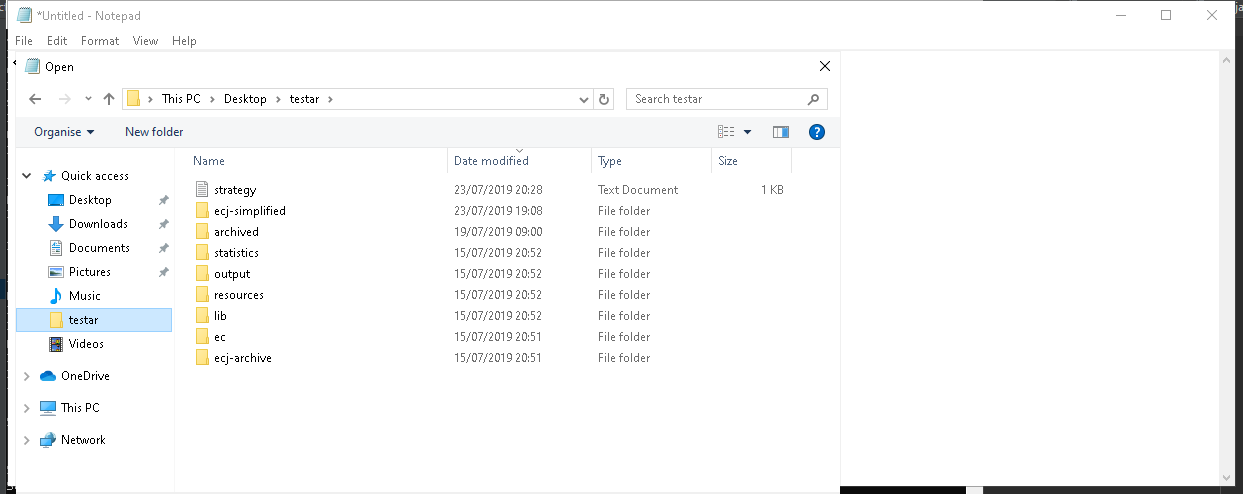 *Untitled - Notepad
File Edit Format View Help
Open
This PC Desktop testar
Search testar
Organise New folder
Name Date modified Type Size
Quick access
Desktop
Downloads
Documents
Pictures
Music
testar
Videos
OneDrive
This PC
Network
strategy 23/07/2019 20:28 Text Document 1 KB
ecj-simplified 23/07/2019 19:08 File folder
archived 19/07/2019 09:00 File folder
statistics 15/07/2019 20:52 File folder
output 15/07/2019 20:52 File folder
resources 15/07/2019 20:52 File folder
lib 15/07/2019 20:52 File folder
ec 15/07/2019 20:51 File folder
ecj-archive 15/07/2019 20:51 File folder